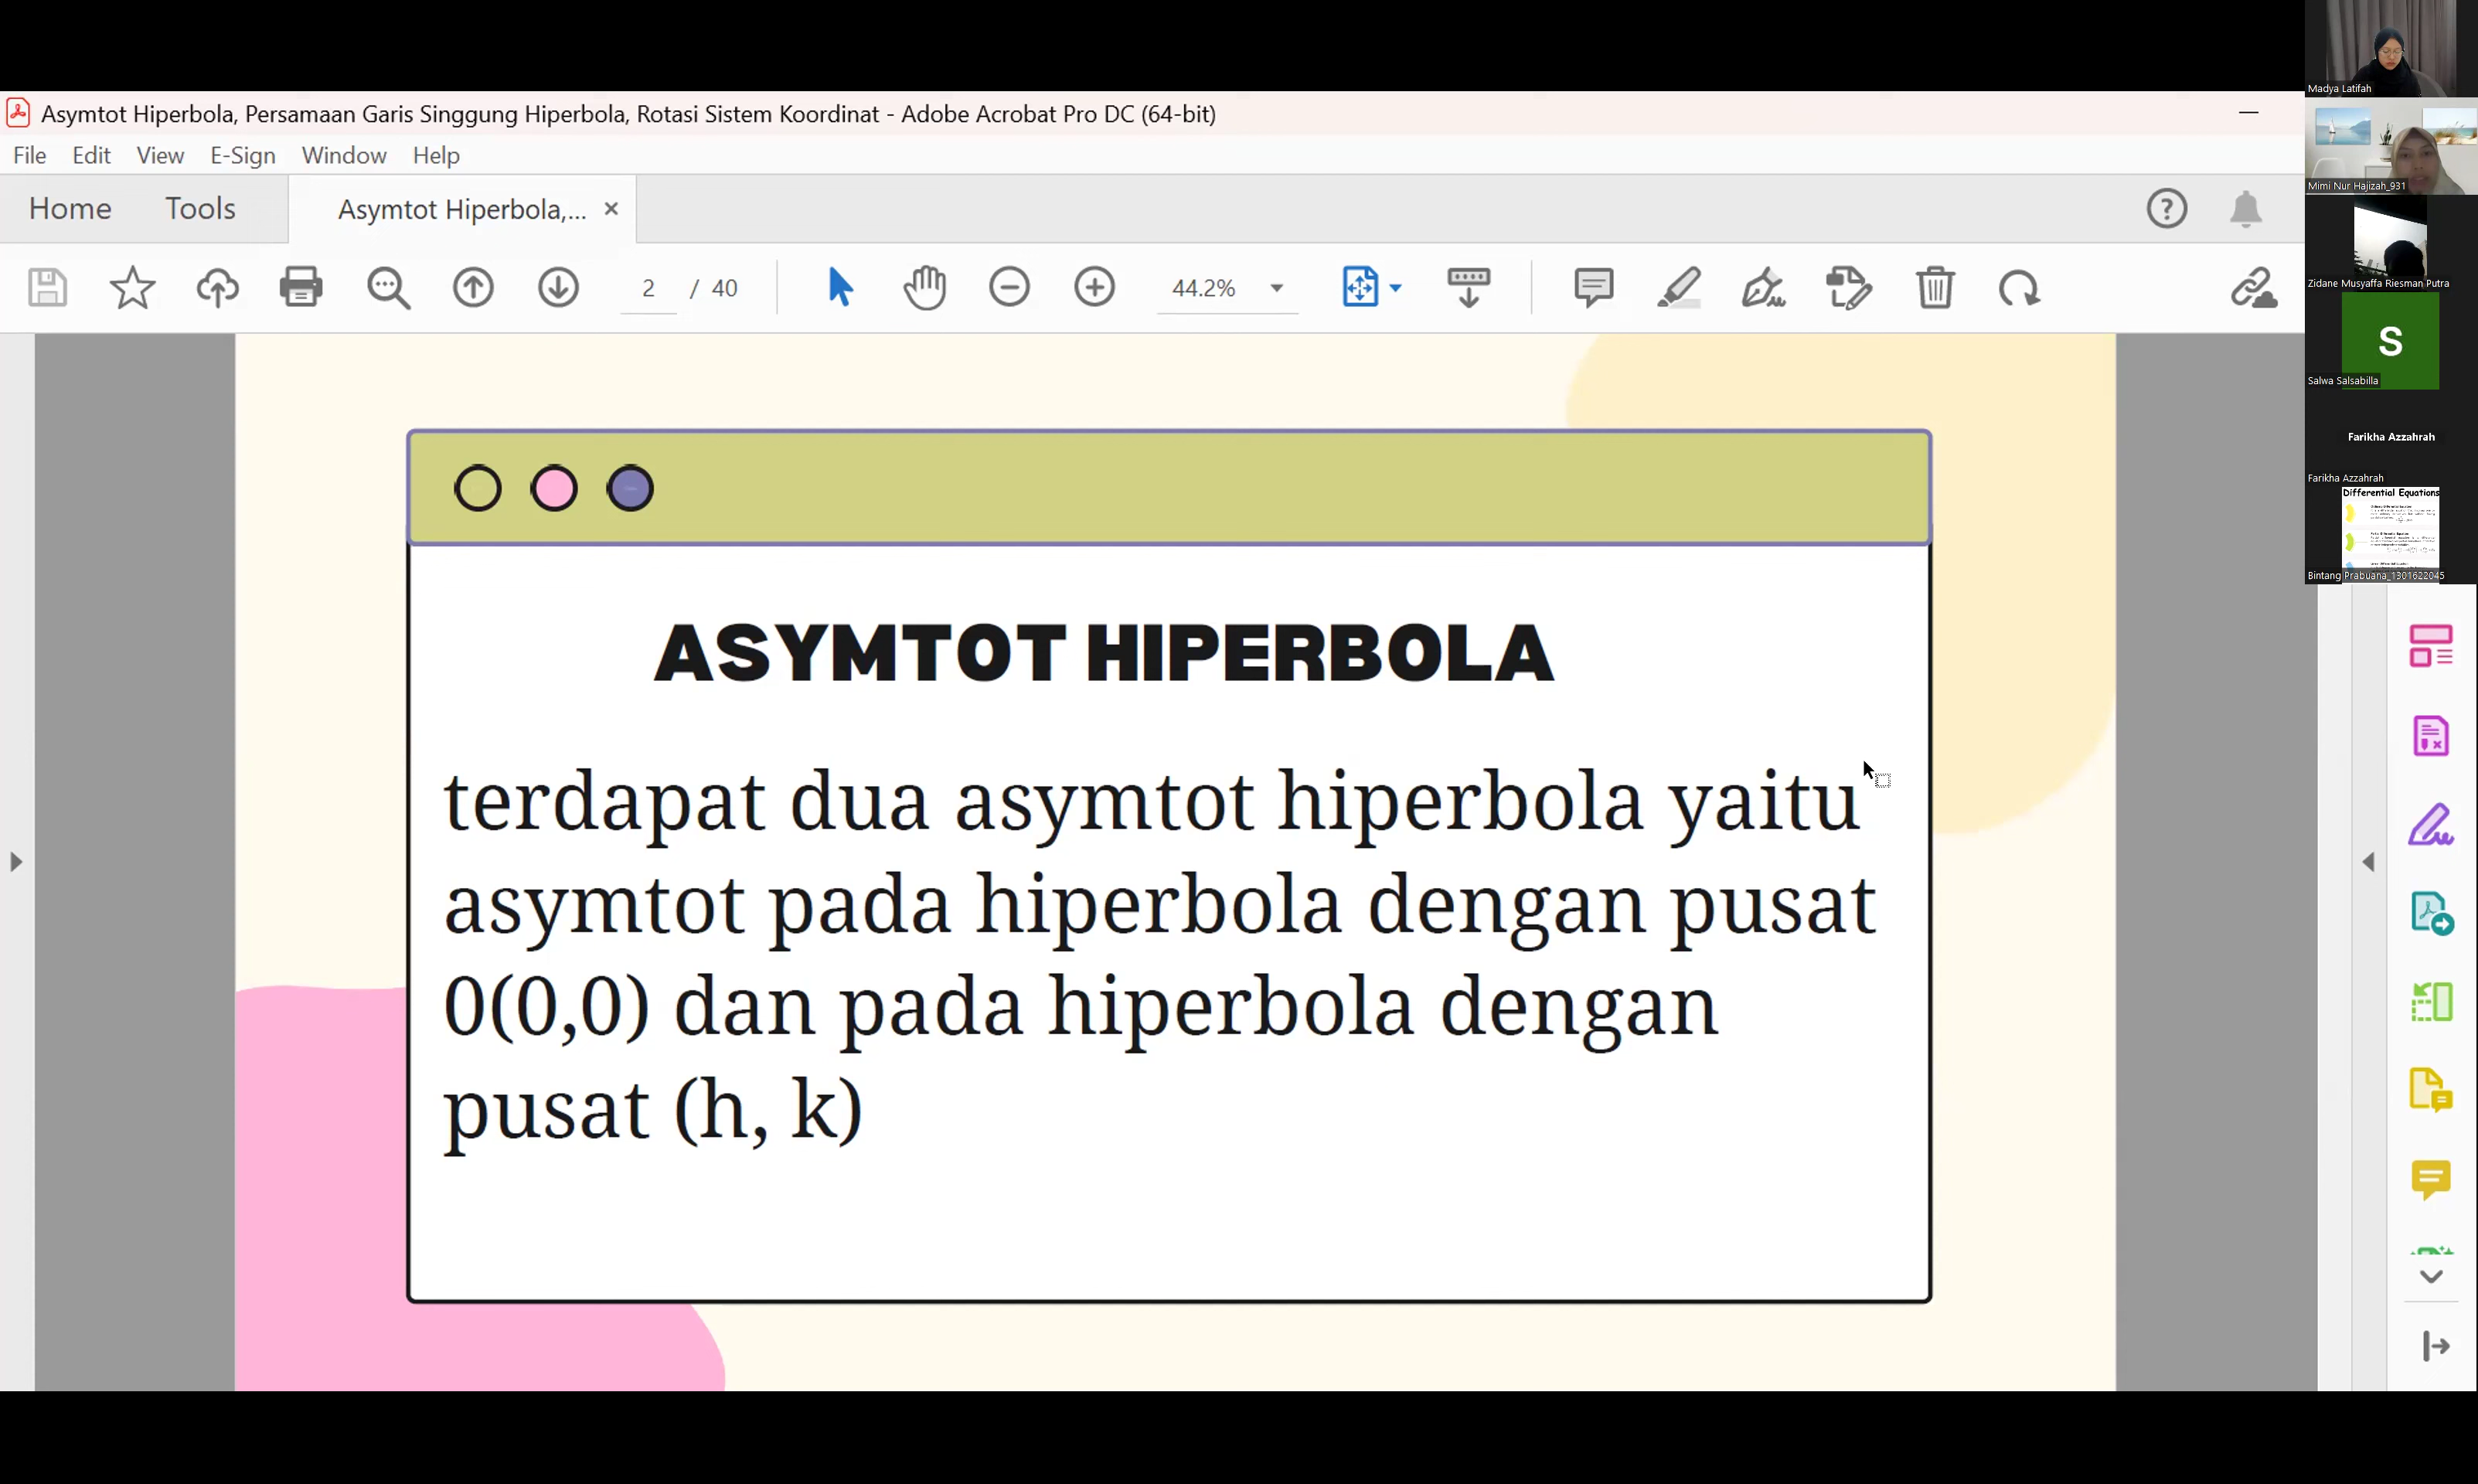 Asymtot Hiperbola, Persamaan Garis Singgung Hiperbola, Rotasi Sistem Koordinat - Adobe Acrobat Pro DC (64-bit)
File Edit View E-Sign Window Help
Home Tools Asymtot Hiperbola,... ×
2 / 40 44.2%
ASYMTOT HIPERBOLA
terdapat dua asymtot hiperbola yaitu
asymtot pada hiperbola dengan pusat
0(0,0) dan pada hiperbola dengan
pusat (h, k)
Madya Latifah
Mimi Nur Hajizah_931
Zidane Musyaffa Riesman Putra
S
Salwa Salsabilla
Farikha Azzahrah
Farikha Azzahrah
Differential Equations
Bintang Prabuana_1301622045